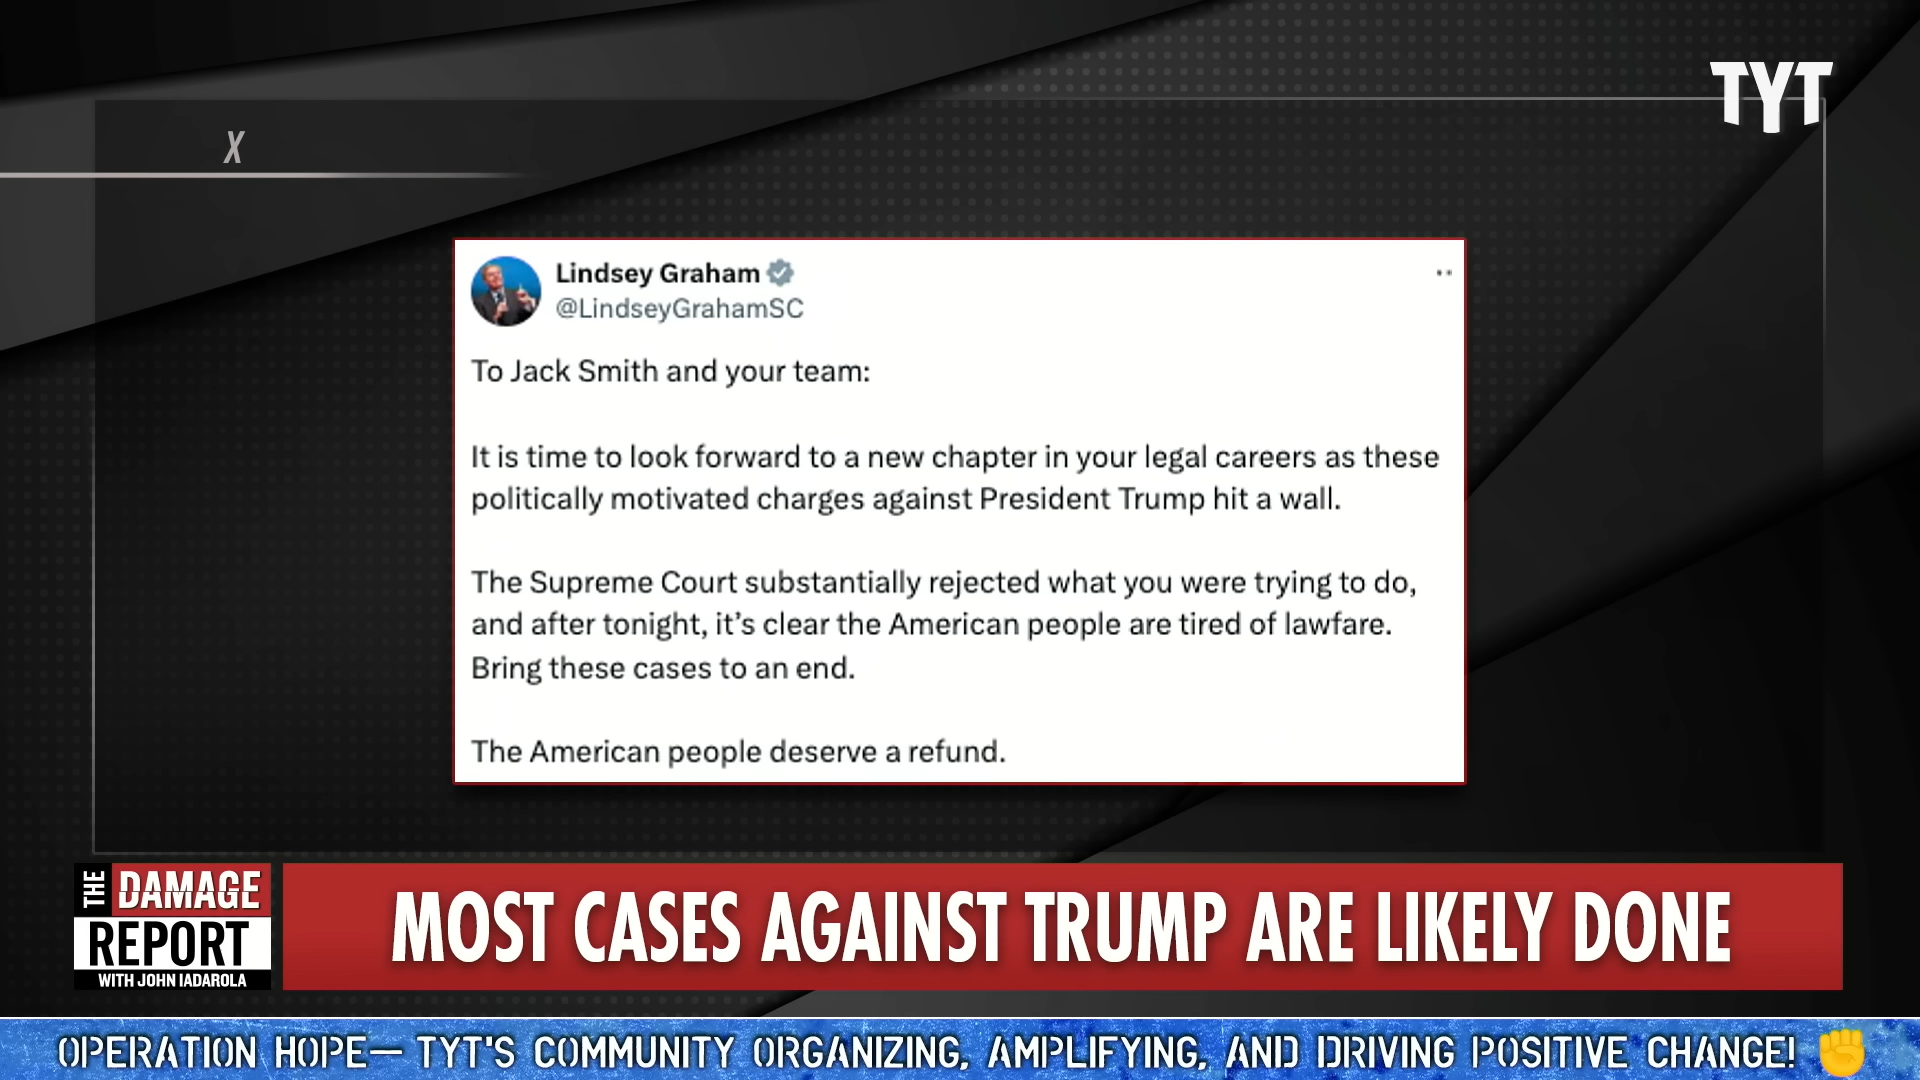 TYT
X
Lindsey Graham
@LindseyGrahamSC
To Jack Smith and your team:
It is time to look forward to a new chapter in your legal careers as these
politically motivated charges against President Trump hit a wall.
The Supreme Court substantially rejected what you were trying to do,
and after tonight, it’s clear the American people are tired of lawfare.
Bring these cases to an end.
The American people deserve a refund.
THE DAMAGE
REPORT
WITH JOHN IADAROLA
MOST CASES AGAINST TRUMP ARE LIKELY DONE
OPERATION HOPE— TYT'S COMMUNITY ORGANIZING, AMPLIFYING, AND DRIVING POSITIVE CHANGE! ✊